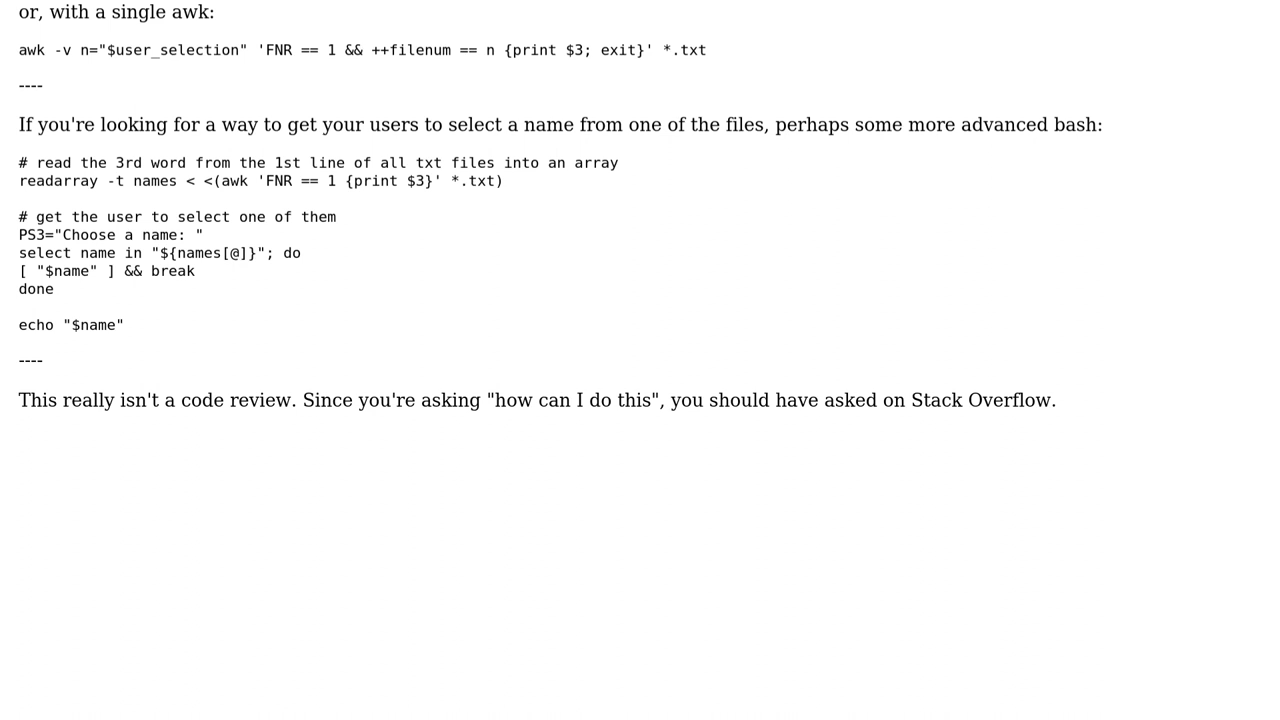 or, with a single awk:
awk -v n="$user_selection" 'FNR == 1 && ++filenum == n {print $3; exit}' *.txt
----
If you're looking for a way to get your users to select a name from one of the files, perhaps some more advanced bash:
# read the 3rd word from the 1st line of all txt files into an array
readarray -t names < <(awk 'FNR == 1 {print $3}' *.txt)
# get the user to select one of them
PS3="Choose a name: "
select name in "${names[@]}"; do
[ "$name" ] && break
done
echo "$name"
----
This really isn't a code review. Since you're asking "how can I do this", you should have asked on Stack Overflow.